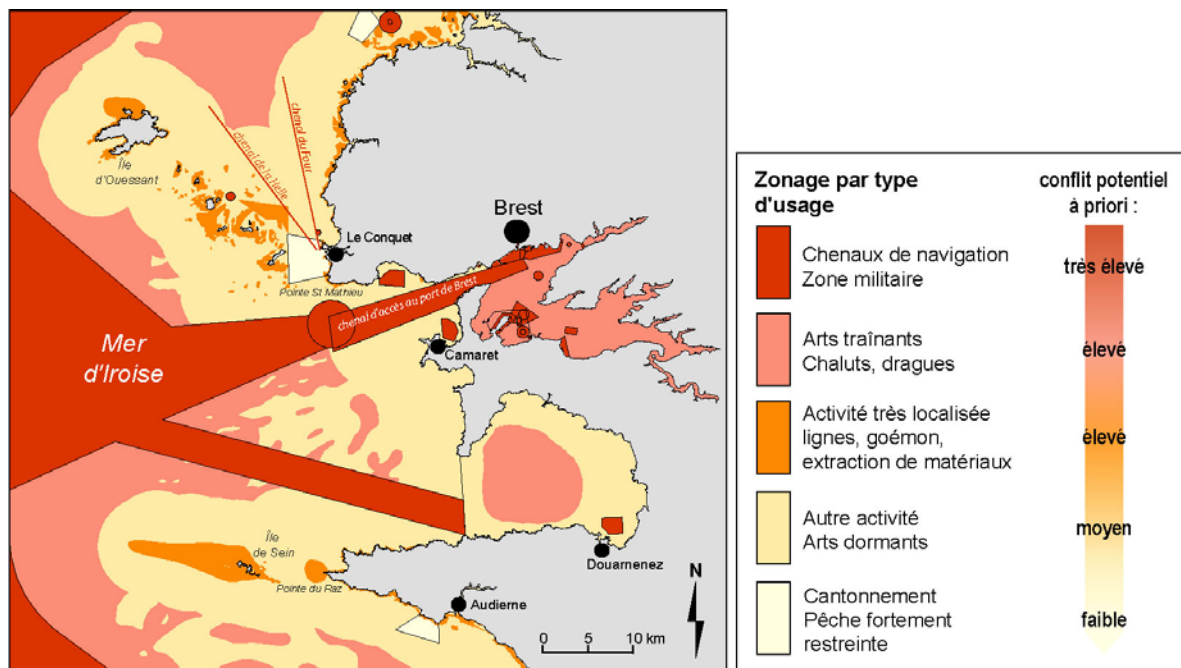 chenal du Four
chenal de la Helle
Île
d'Ouessant
Brest
Le Conquet
Pointe St Mathieu
chenal d'accès au port de Brest
Mer
d'Iroise
Camaret
Île
de Sein
Pointe du Raz
Douarnenez
Audierne
N
0 5 10 km
Zonage par type
d'usage
conflit potentiel
à priori :
Chenaux de navigation
Zone militaire
très élevé
Arts traînants
Chaluts, dragues
élevé
Activité très localisée
lignes, goémon,
extraction de matériaux
élevé
Autre activité
Arts dormants
moyen
Cantonnement
Pêche fortement
restreinte
faible